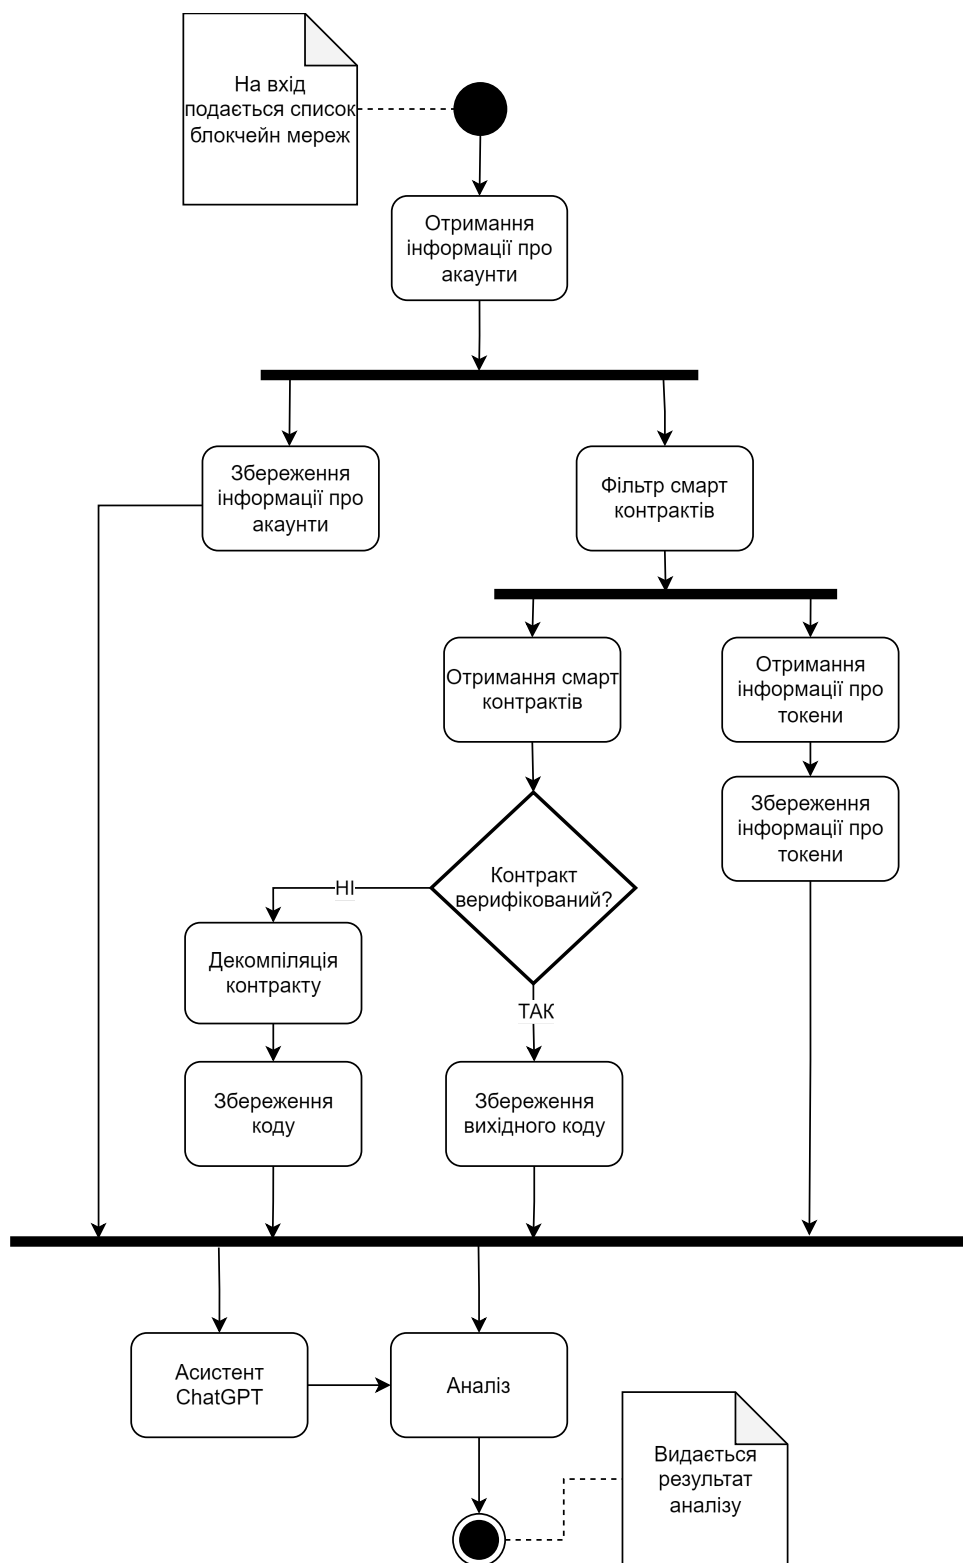 На вхід
подається список
блокчейн мереж
Отримання
інформації про
акаунти
Збереження
інформації про
акаунти
Фільтр смарт
контрактів
Отримання смарт
контрактів
Отримання
інформації про
токени
Збереження
інформації про
токени
Контракт
верифікований?
НІ
Декомпіляція
контракту
ТАК
Збереження
коду
Збереження
вихідного коду
Асистент
ChatGPT
Аналіз
Видається
результат
аналізу